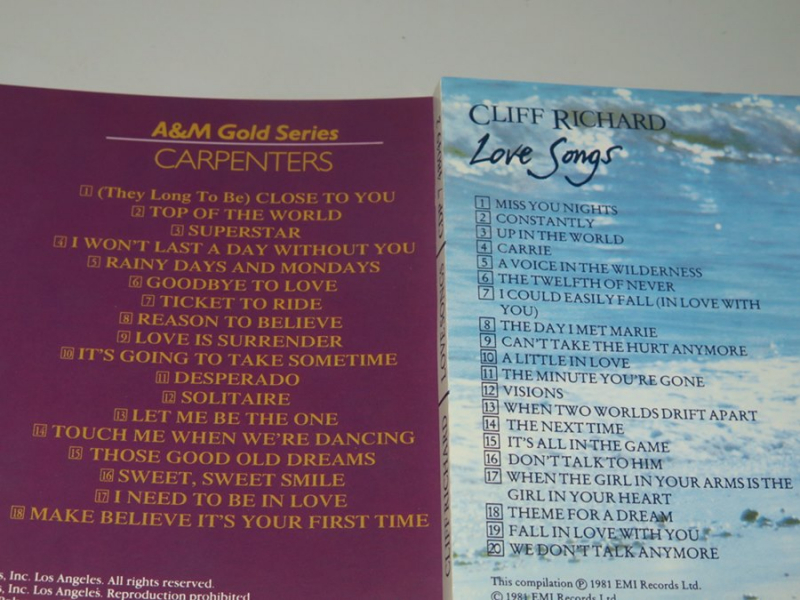 A&M Gold Series
CARPENTERS
1 (They Long To Be) CLOSE TO YOU
2 TOP OF THE WORLD
3 SUPERSTAR
4 I WON'T LAST A DAY WITHOUT YOU
5 RAINY DAYS AND MONDAYS
6 GOODBYE TO LOVE
7 TICKET TO RIDE
8 REASON TO BELIEVE
9 LOVE IS SURRENDER
10 IT'S GOING TO TAKE SOMETIME
11 DESPERADO
12 SOLITAIRE
13 LET ME BE THE ONE
14 TOUCH ME WHEN WE'RE DANCING
15 THOSE GOOD OLD DREAMS
16 SWEET, SWEET SMILE
17 I NEED TO BE IN LOVE
18 MAKE BELIEVE IT'S YOUR FIRST TIME
s, Inc. Los Angeles. All rights reserved.
s, Inc. Los Angeles. Reproduction prohibited
CLIFF RICHARD LOVE SONGS
CLIFF RICHARD
Love Songs
1 MISS YOU NIGHTS
2 CONSTANTLY
3 UP IN THE WORLD
4 CARRIE
5 A VOICE IN THE WILDERNESS
6 THE TWELFTH OF NEVER
7 I COULD EASILY FALL (IN LOVE WITH
YOU)
8 THE DAY I MET MARIE
9 CAN'T TAKE THE HURT ANYMORE
10 A LITTLE IN LOVE
11 THE MINUTE YOU'RE GONE
12 VISIONS
13 WHEN TWO WORLDS DRIFT APART
14 THE NEXT TIME
15 IT'S ALL IN THE GAME
16 DON'T TALK TO HIM
17 WHEN THE GIRL IN YOUR ARMS IS THE
GIRL IN YOUR HEART
18 THEME FOR A DREAM
19 FALL IN LOVE WITH YOU
20 WE DON'T TALK ANYMORE
This compilation ℗ 1981 EMI Records Ltd.
© 1981 EMI Records Ltd.